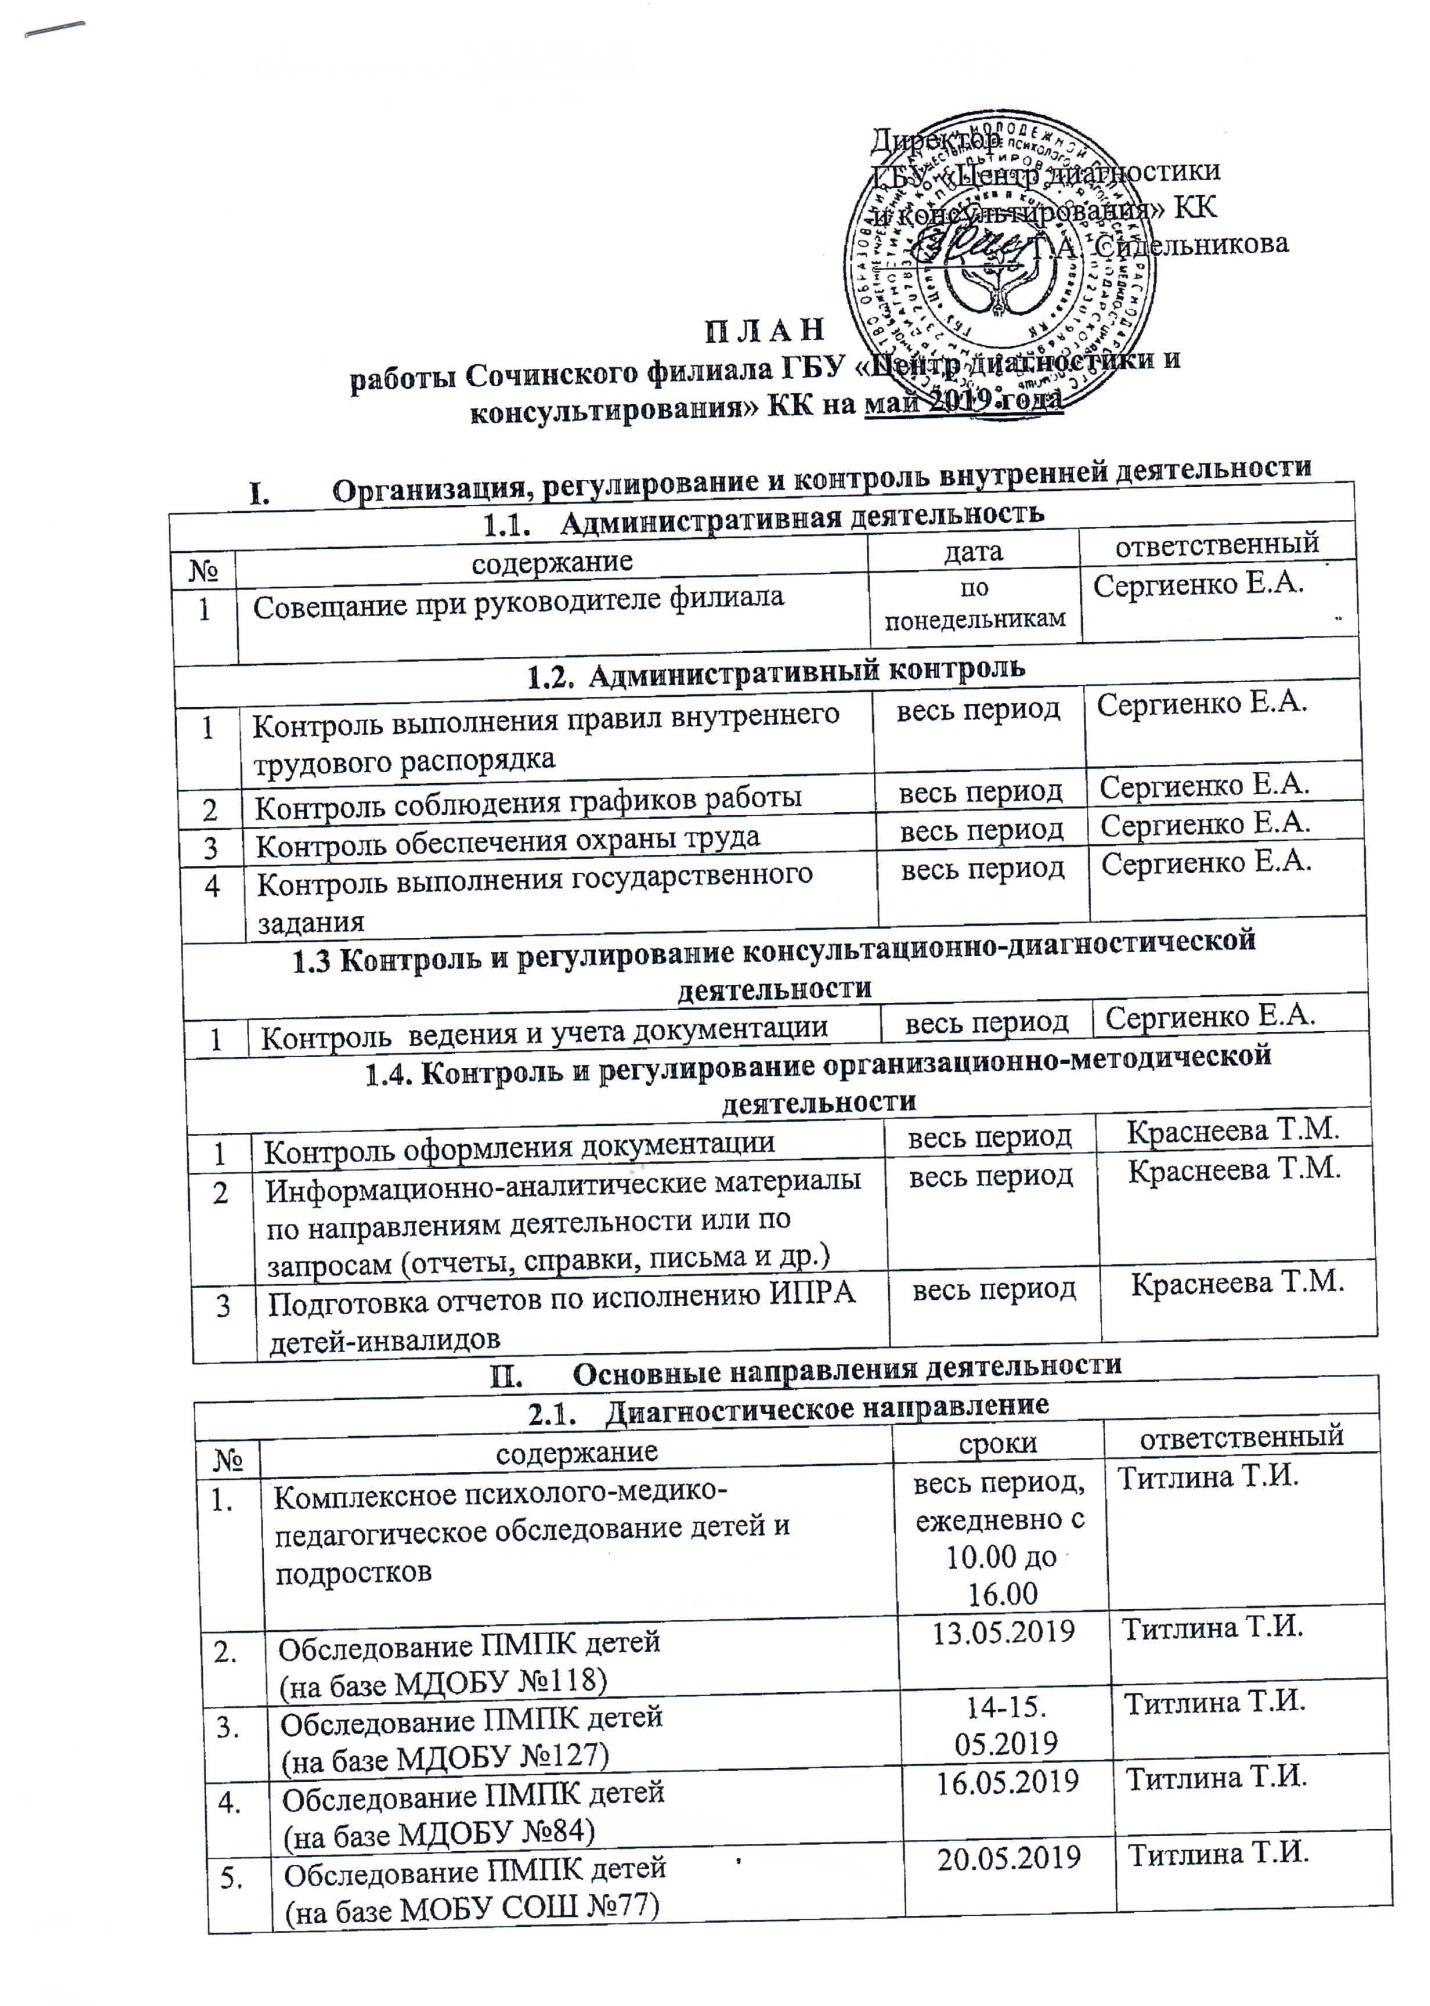 Директор
ГБУ «Центр диагностики
и консультирования» КК
Т.А. Сидельникова
П Л А Н
работы Сочинского филиала ГБУ «Центр диагностики и
консультирования» КК на май 2019 года
I. Организация, регулирование и контроль внутренней деятельности
1.1. Административная деятельность
№ содержание дата ответственный
1 Совещание при руководителе филиала по Сергиенко Е.А.
понедельникам
1.2. Административный контроль
1 Контроль выполнения правил внутреннего весь период Сергиенко Е.А.
трудового распорядка
2 Контроль соблюдения графиков работы весь период Сергиенко Е.А.
3 Контроль обеспечения охраны труда весь период Сергиенко Е.А.
4 Контроль выполнения государственного весь период Сергиенко Е.А.
задания
1.3 Контроль и регулирование консультационно-диагностической
деятельности
1 Контроль ведения и учета документации весь период Сергиенко Е.А.
1.4. Контроль и регулирование организационно-методической
деятельности
1 Контроль оформления документации весь период Краснеева Т.М.
2 Информационно-аналитические материалы весь период Краснеева Т.М.
по направлениям деятельности или по
запросам (отчеты, справки, письма и др.)
3 Подготовка отчетов по исполнению ИПРА весь период Краснеева Т.М.
детей-инвалидов
II. Основные направления деятельности
2.1. Диагностическое направление
№ содержание сроки ответственный
1. Комплексное психолого-медико- весь период, Титлина Т.И.
педагогическое обследование детей и ежедневно с
подростков 10.00 до
16.00
2. Обследование ПМПК детей 13.05.2019 Титлина Т.И.
(на базе МДОБУ №118)
3. Обследование ПМПК детей 14-15. Титлина Т.И.
(на базе МДОБУ №127) 05.2019
4. Обследование ПМПК детей 16.05.2019 Титлина Т.И.
(на базе МДОБУ №84)
5. Обследование ПМПК детей 20.05.2019 Титлина Т.И.
(на базе МОБУ СОШ №77)